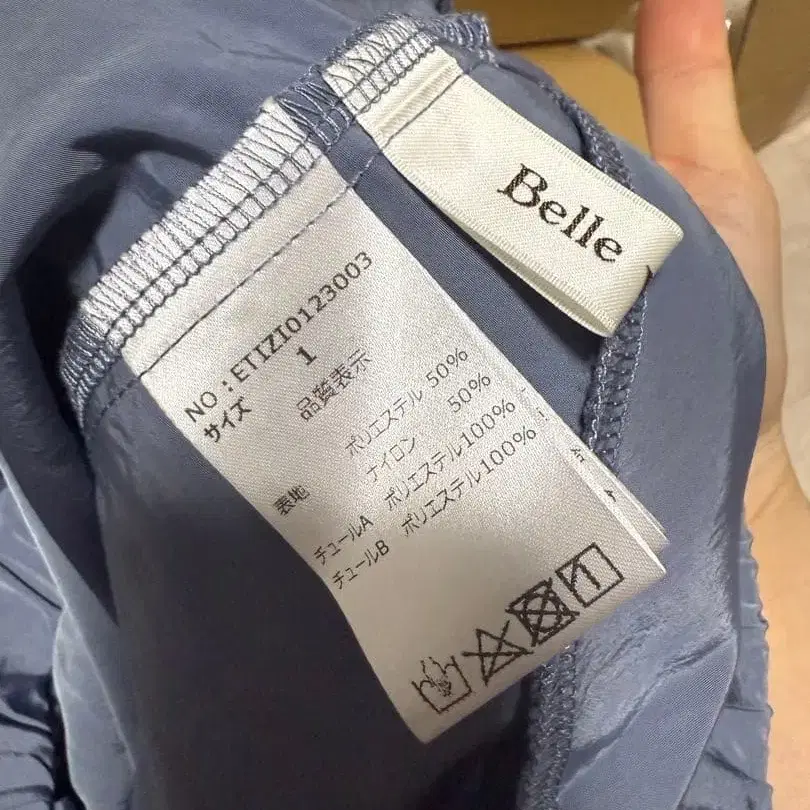 Belle
NO：ETIZI0123003
サイズ 1
品質表示
表地 ポリエステル 50%
ナイロン 50%
チュールA ポリエステル100%
チュールB ポリエステル100%